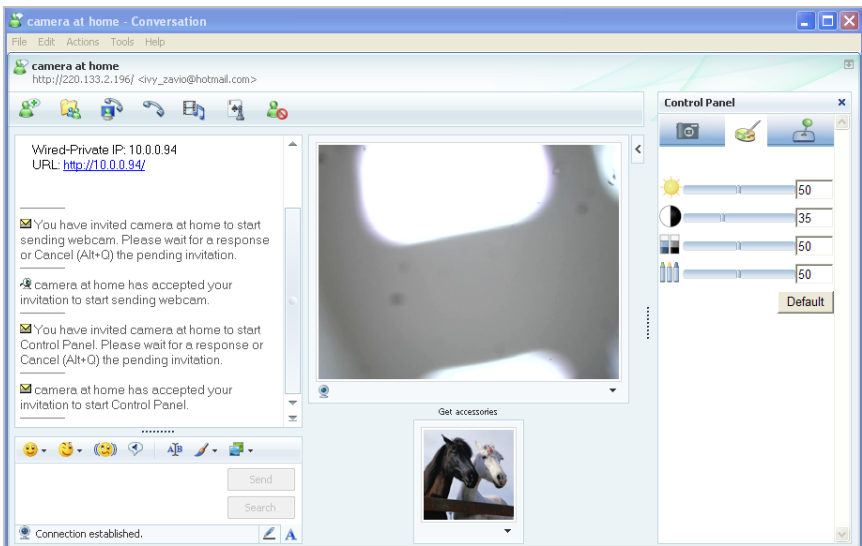 camera at home - Conversation
File Edit Actions Tools Help
camera at home
http://220.133.2.196/ <ivy_zavio@hotmail.com>
Wired-Private IP: 10.0.0.94
URL: http://10.0.0.94/
You have invited camera at home to start
sending webcam. Please wait for a response
or Cancel (Alt+Q) the pending invitation.
camera at home has accepted your
invitation to start sending webcam.
You have invited camera at home to start
Control Panel. Please wait for a response or
Cancel (Alt+Q) the pending invitation.
camera at home has accepted your
invitation to start Control Panel.
AB
Send
Search
Connection established.
A
Get accessories
Control Panel
50
35
50
50
Default